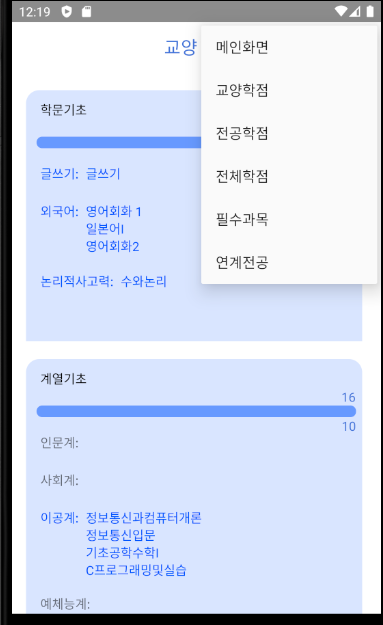 12:19
교양
메인화면
교양학점
전공학점
전체학점
필수과목
연계전공
학문기초
글쓰기: 글쓰기
외국어: 영어회화 1
일본어I
영어회화2
논리적사고력: 수와논리
계열기초
16
10
인문계:
사회계:
이공계: 정보통신과컴퓨터개론
정보통신입문
기초공학수학I
C프로그래밍및실습
예체능계: